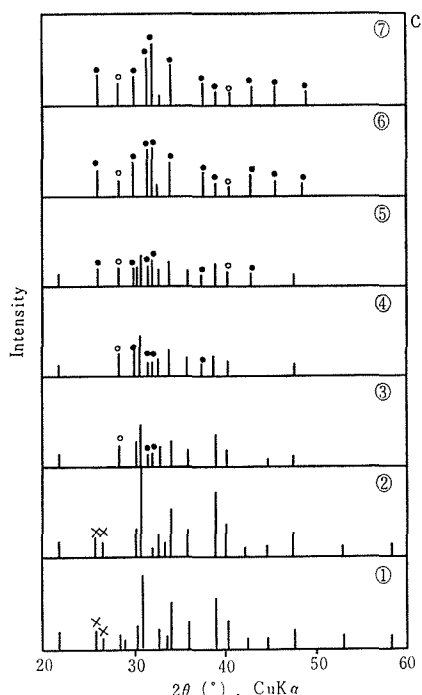 C
⑦
⑥
⑤
④
③
②
①
Intensity
20 30 40 50 60
2θ (°) , CuKα